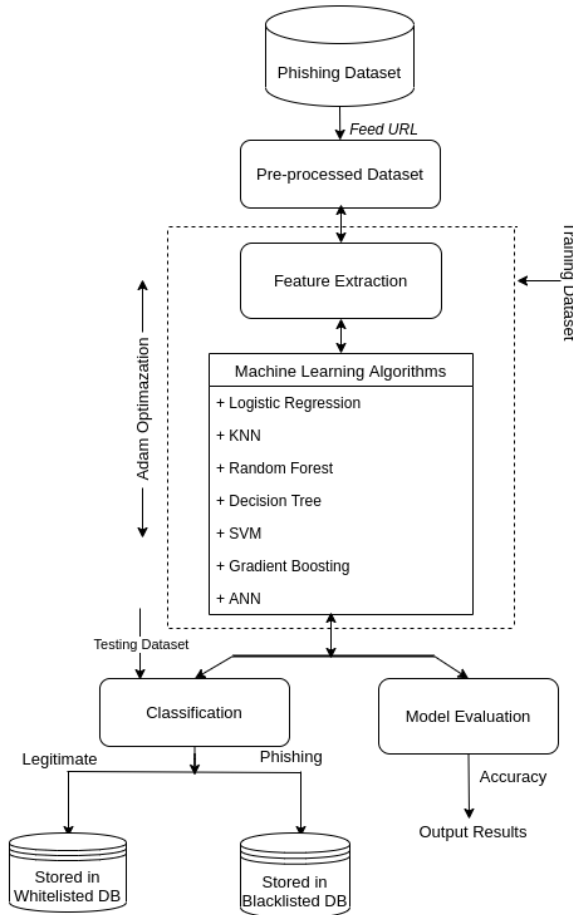 Phishing Dataset
Feed URL
Pre-processed Dataset
Training Dataset
Feature Extraction
Adam Optimazation
Machine Learning Algorithms
+ Logistic Regression
+ KNN
+ Random Forest
+ Decision Tree
+ SVM
+ Gradient Boosting
+ ANN
Testing Dataset
Classification
Model Evaluation
Legitimate
Phishing
Accuracy
Output Results
Stored in
Whitelisted DB
Stored in
Blacklisted DB